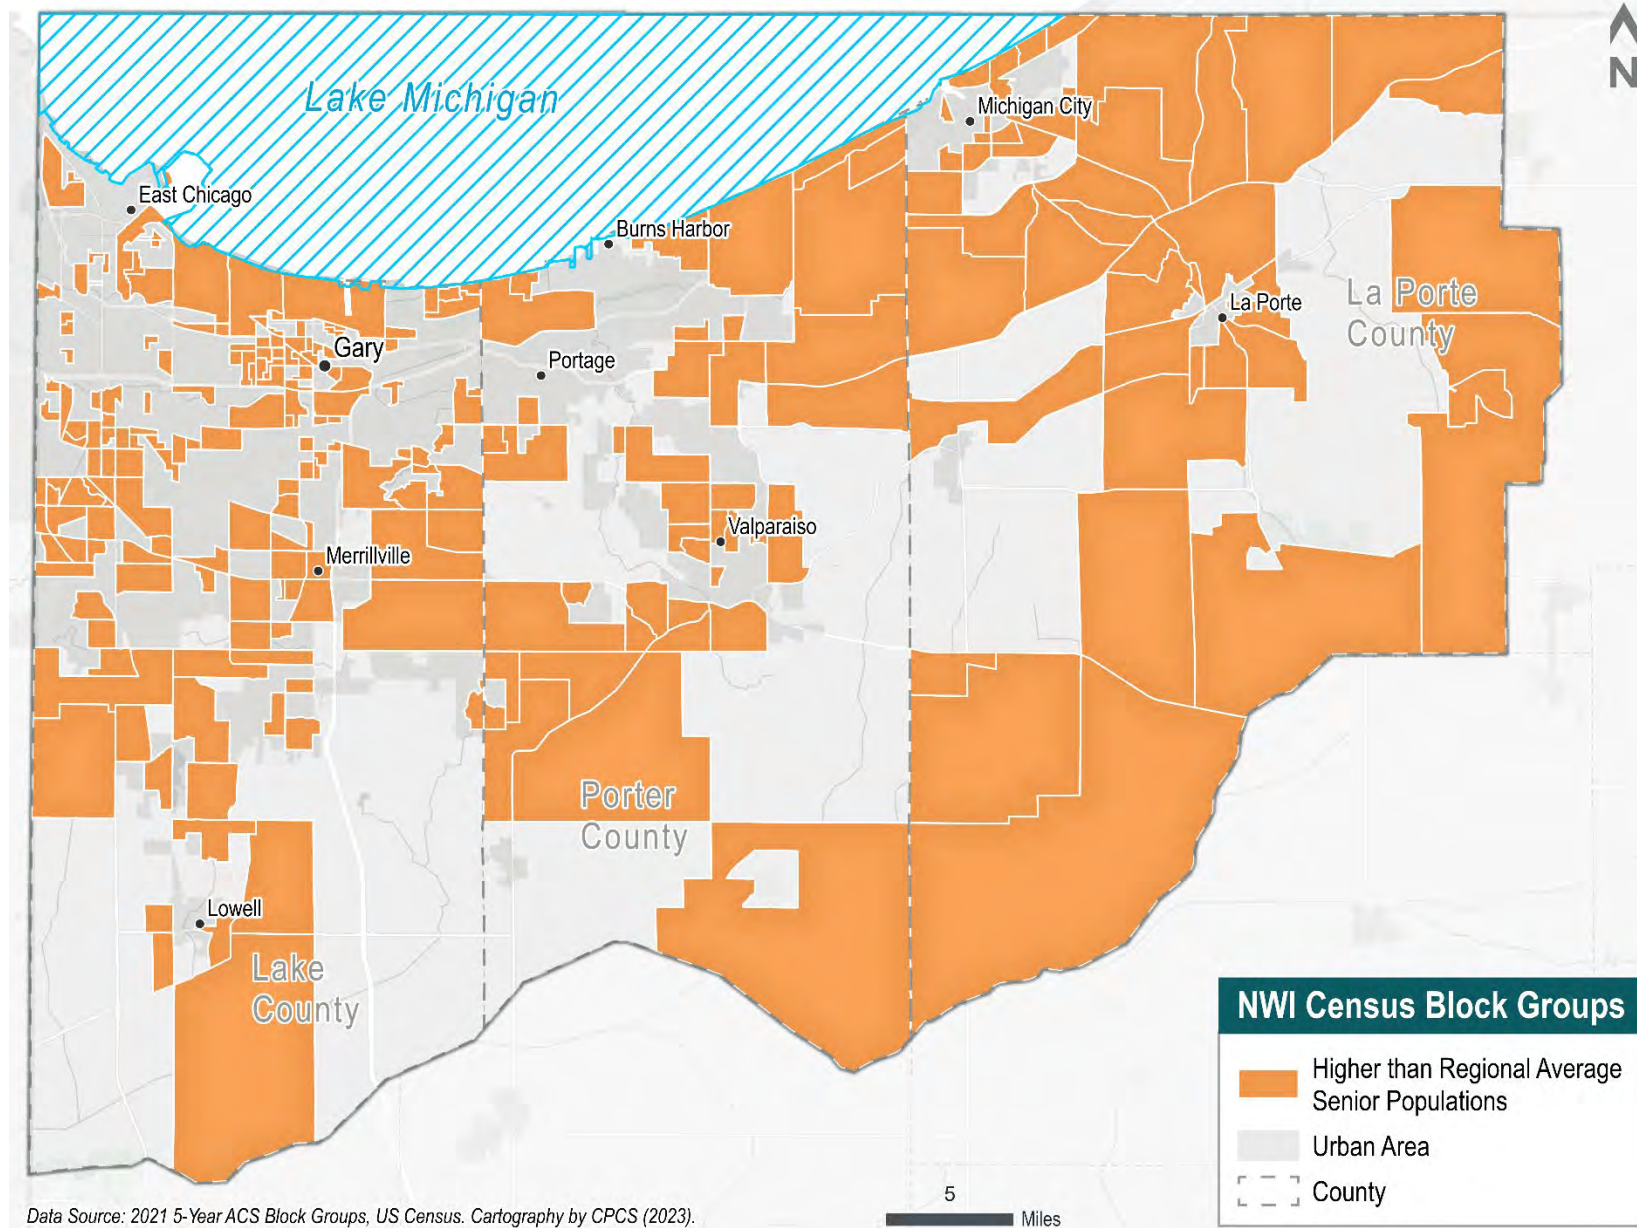 N
Lake Michigan
Michigan City
East Chicago
Burns Harbor
La Porte
La Porte
County
Gary
Portage
Valparaiso
Merrillville
Porter
County
Lowell
Lake
County
NWI Census Block Groups
Higher than Regional Average
Senior Populations
Urban Area
County
5
Miles
Data Source: 2021 5-Year ACS Block Groups, US Census. Cartography by CPCS (2023).